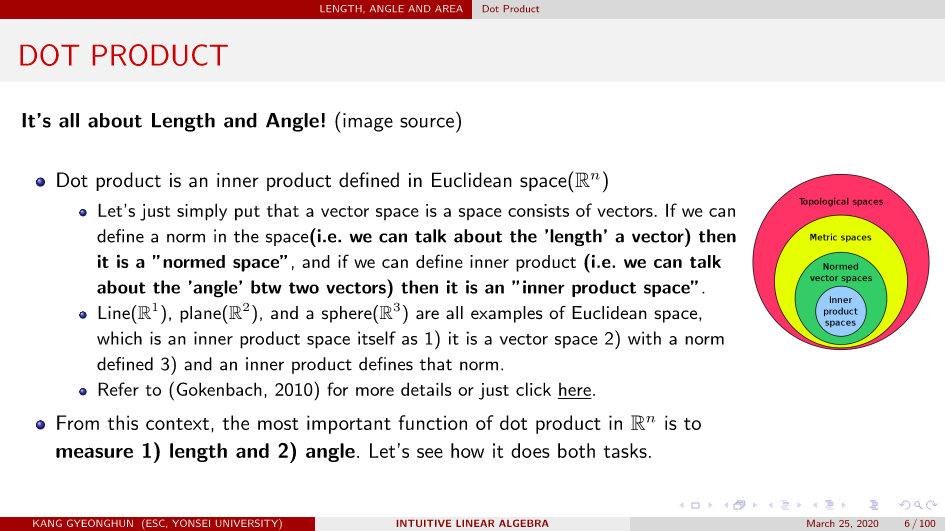 LENGTH, ANGLE AND AREA Dot Product
DOT PRODUCT
It's all about Length and Angle! (image source)
Dot product is an inner product defined in Euclidean space(ℝⁿ)
Let's just simply put that a vector space is a space consists of vectors. If we can
define a norm in the space(i.e. we can talk about the 'length' a vector) then
it is a "normed space", and if we can define inner product (i.e. we can talk
about the 'angle' btw two vectors) then it is an "inner product space".
Line(ℝ¹), plane(ℝ²), and a sphere(ℝ³) are all examples of Euclidean space,
which is an inner product space itself as 1) it is a vector space 2) with a norm
defined 3) and an inner product defines that norm.
Refer to (Gokenbach, 2010) for more details or just click here.
From this context, the most important function of dot product in ℝⁿ is to
measure 1) length and 2) angle. Let's see how it does both tasks.
Topological spaces
Metric spaces
Normed
vector spaces
Inner
product
spaces
KANG GYEONGHUN (ESC, YONSEI UNIVERSITY) INTUITIVE LINEAR ALGEBRA March 25, 2020 6 / 100